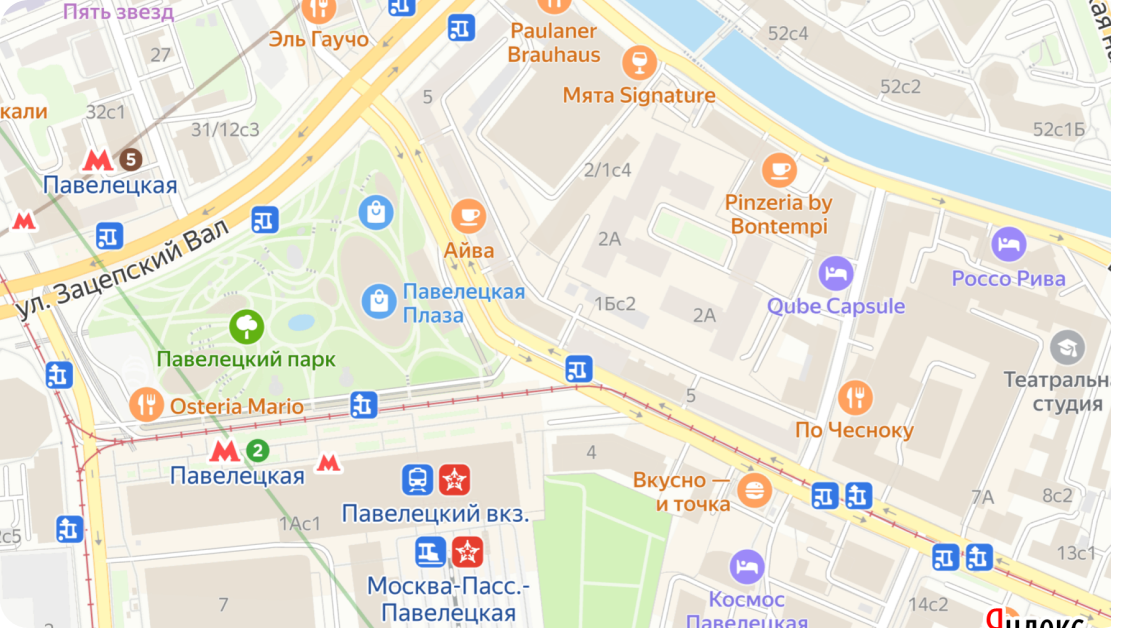 Пять звезд
Эль Гаучо
27
Paulaner
Brauhaus
52с4
Мята Signature
5
52с2
кали
32с1
31/12с3
52с1Б
5
Павелецкая
2/1с4
Pinzeria by
Bontempi
Айва
2А
ул. Зацепский Вал
Россо Рива
Павелецкая
Плаза
1Бс2
2А
Qube Capsule
Павелецкий парк
Театральн
студия
Osteria Mario
5
По Чесноку
2
Павелецкая
4
Вкусно —
и точка
7А
8с2
Павелецкий вкз.
1Ас1
2с5
13с1
Москва-Пасс.-
Павелецкая
7
Космос
Павелецкая
14с2
Яндекс